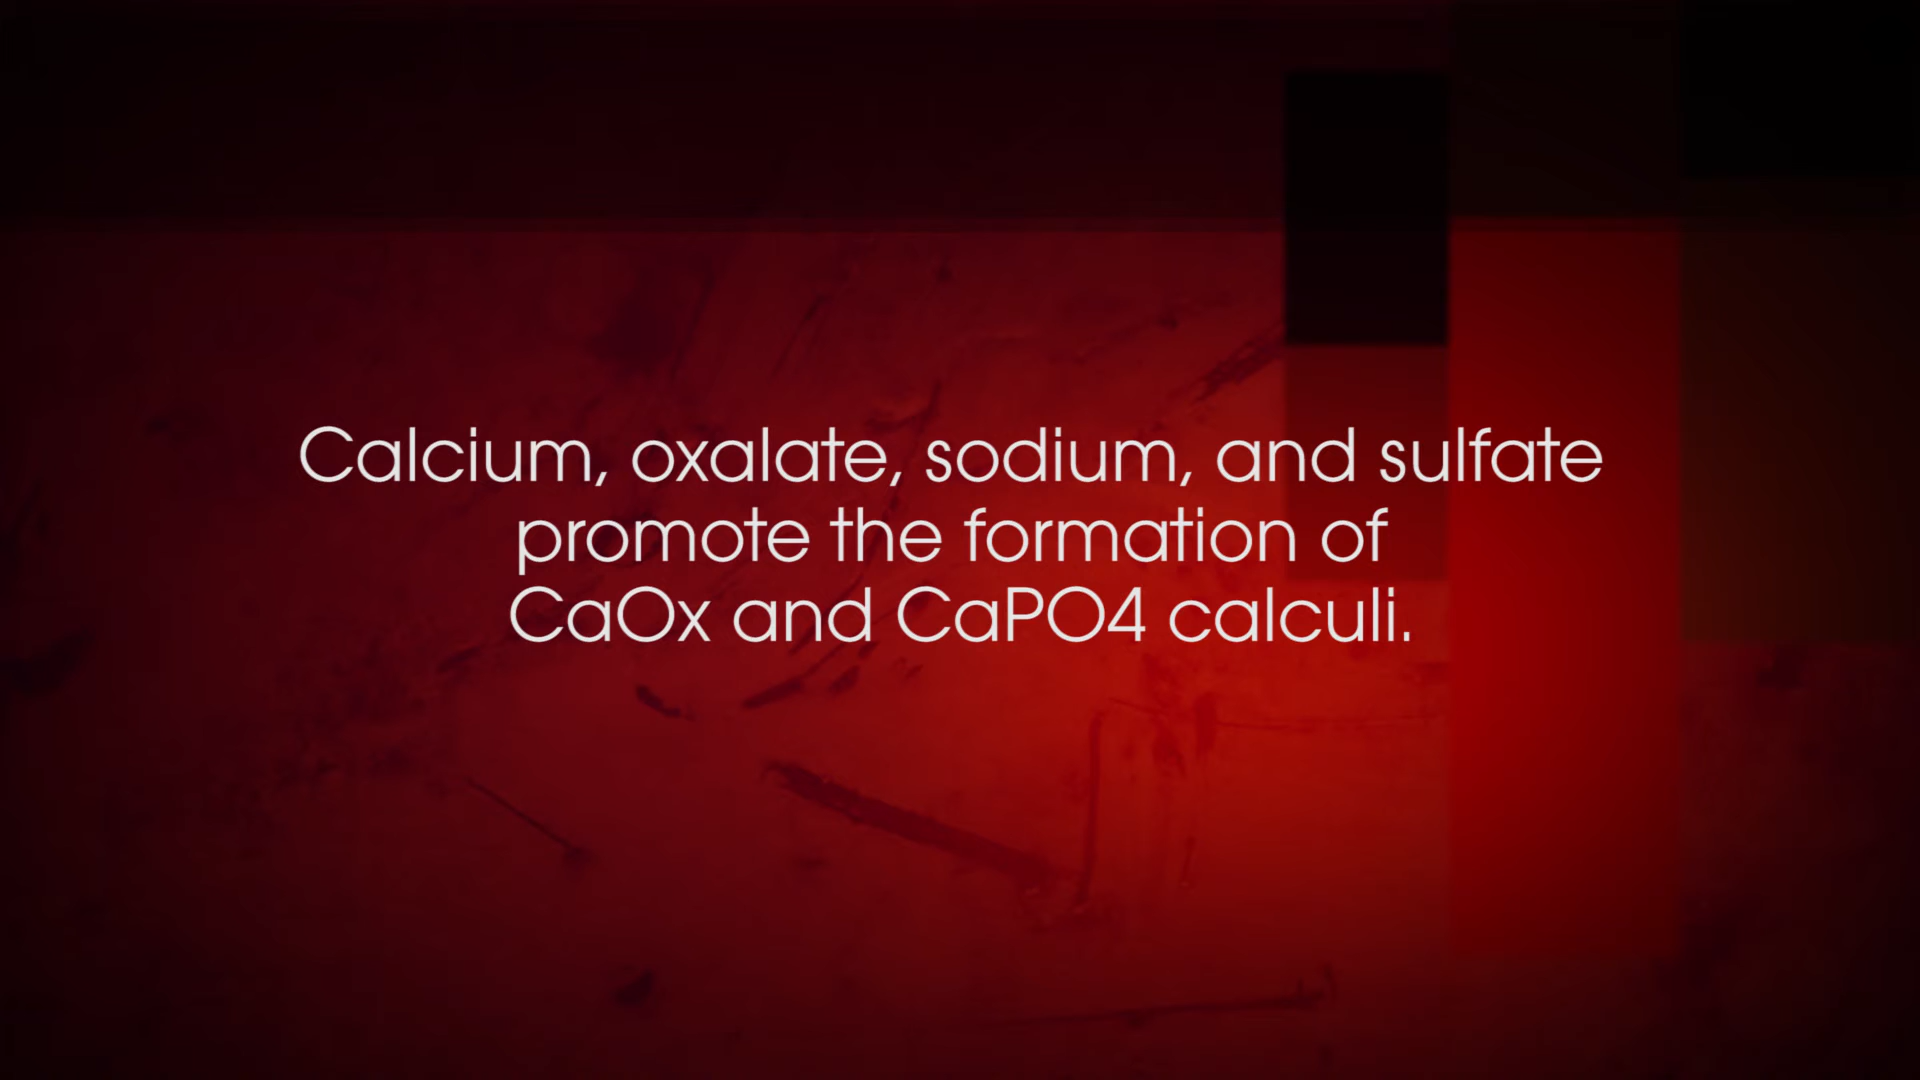 Calcium, oxalate, sodium, and sulfate
promote the formation of
CaOx and CaPO4 calculi.